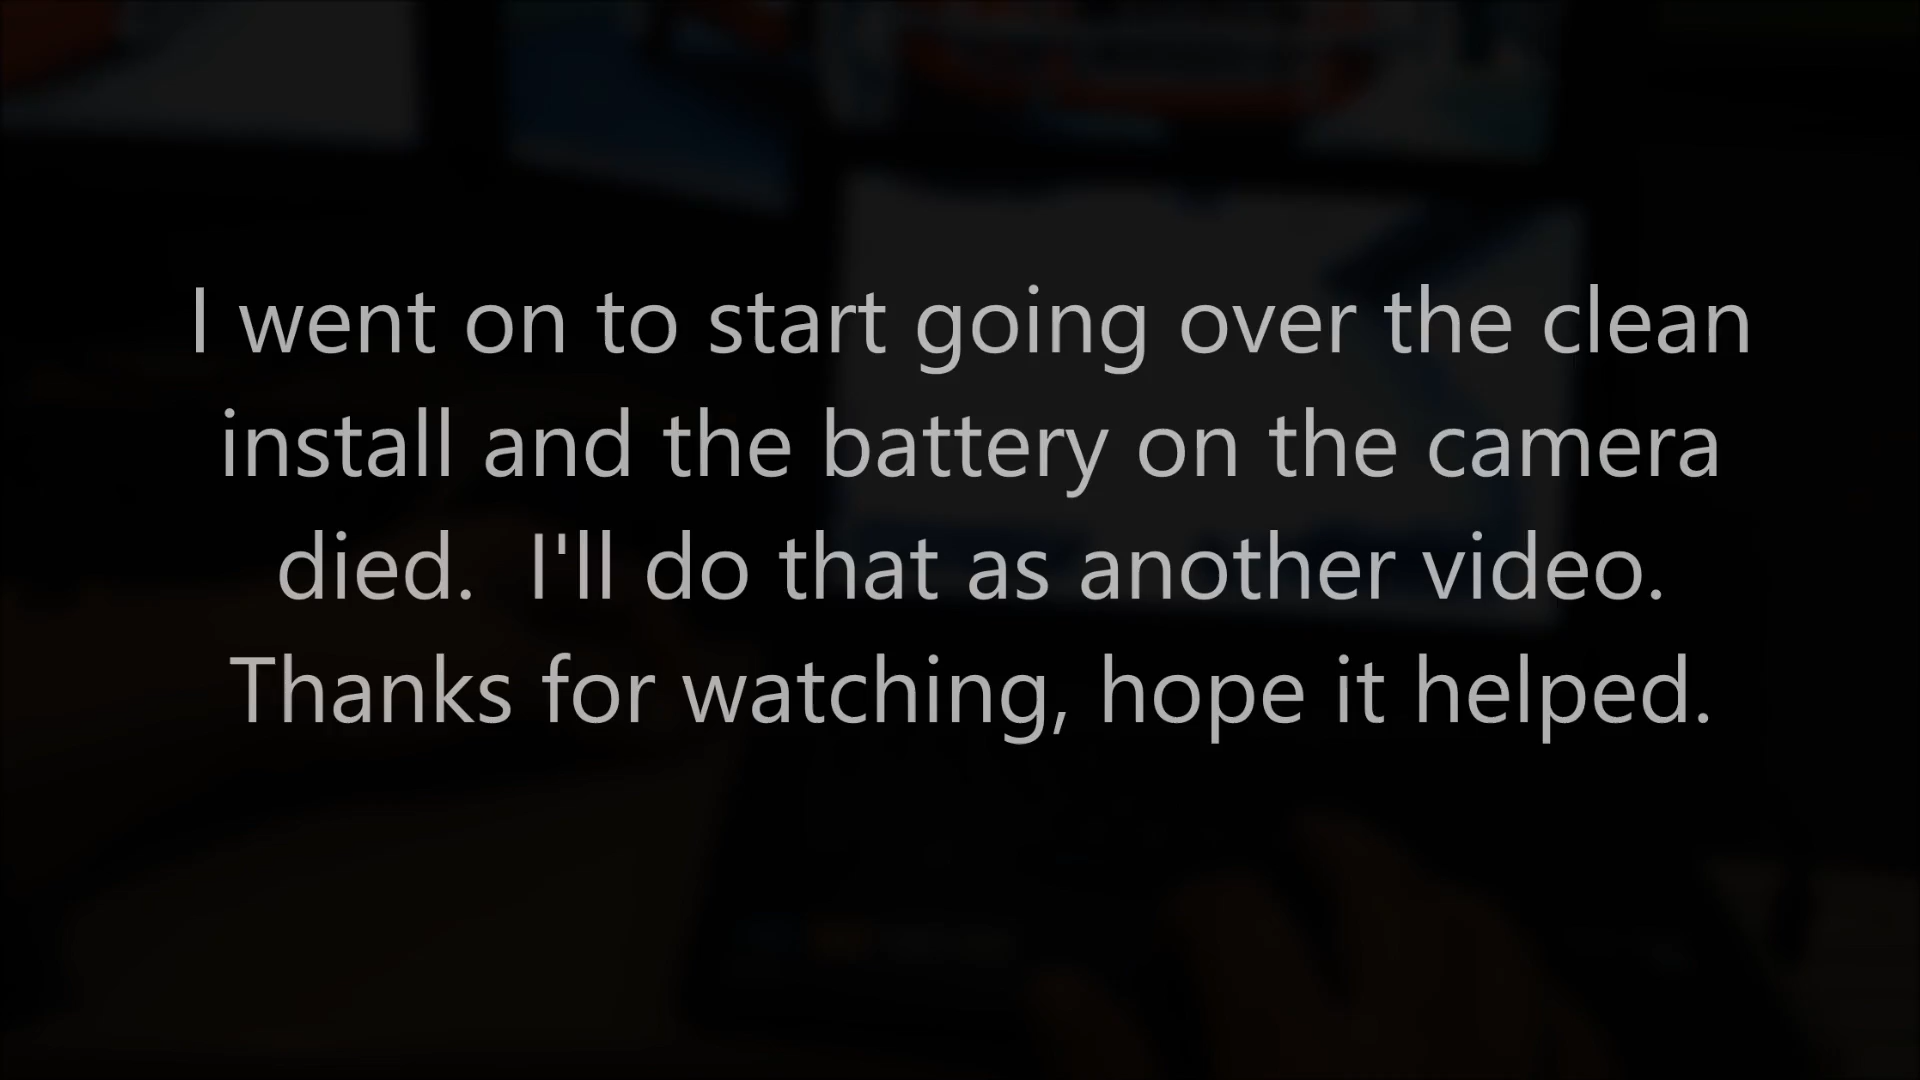 I went on to start going over the clean
install and the battery on the camera
died.  I'll do that as another video.
Thanks for watching, hope it helped.